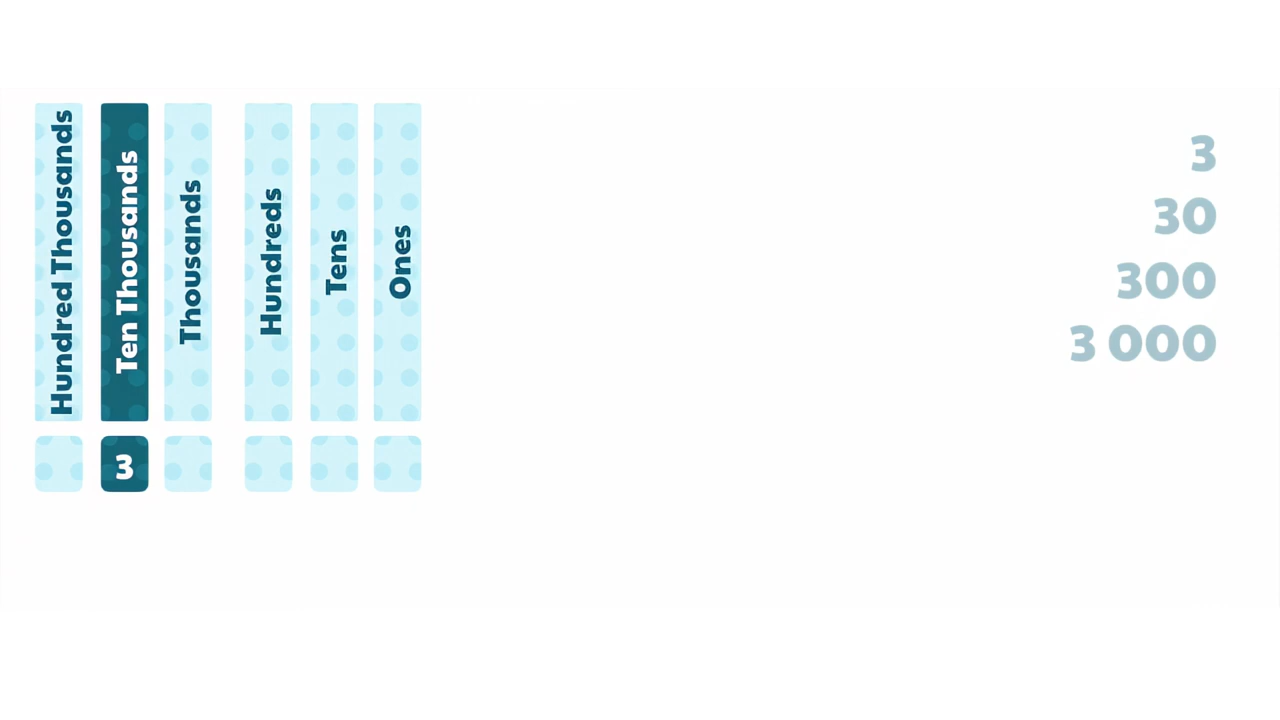 Hundred Thousands
Ten Thousands
Thousands
Hundreds
Tens
Ones
3
3
30
300
3 000